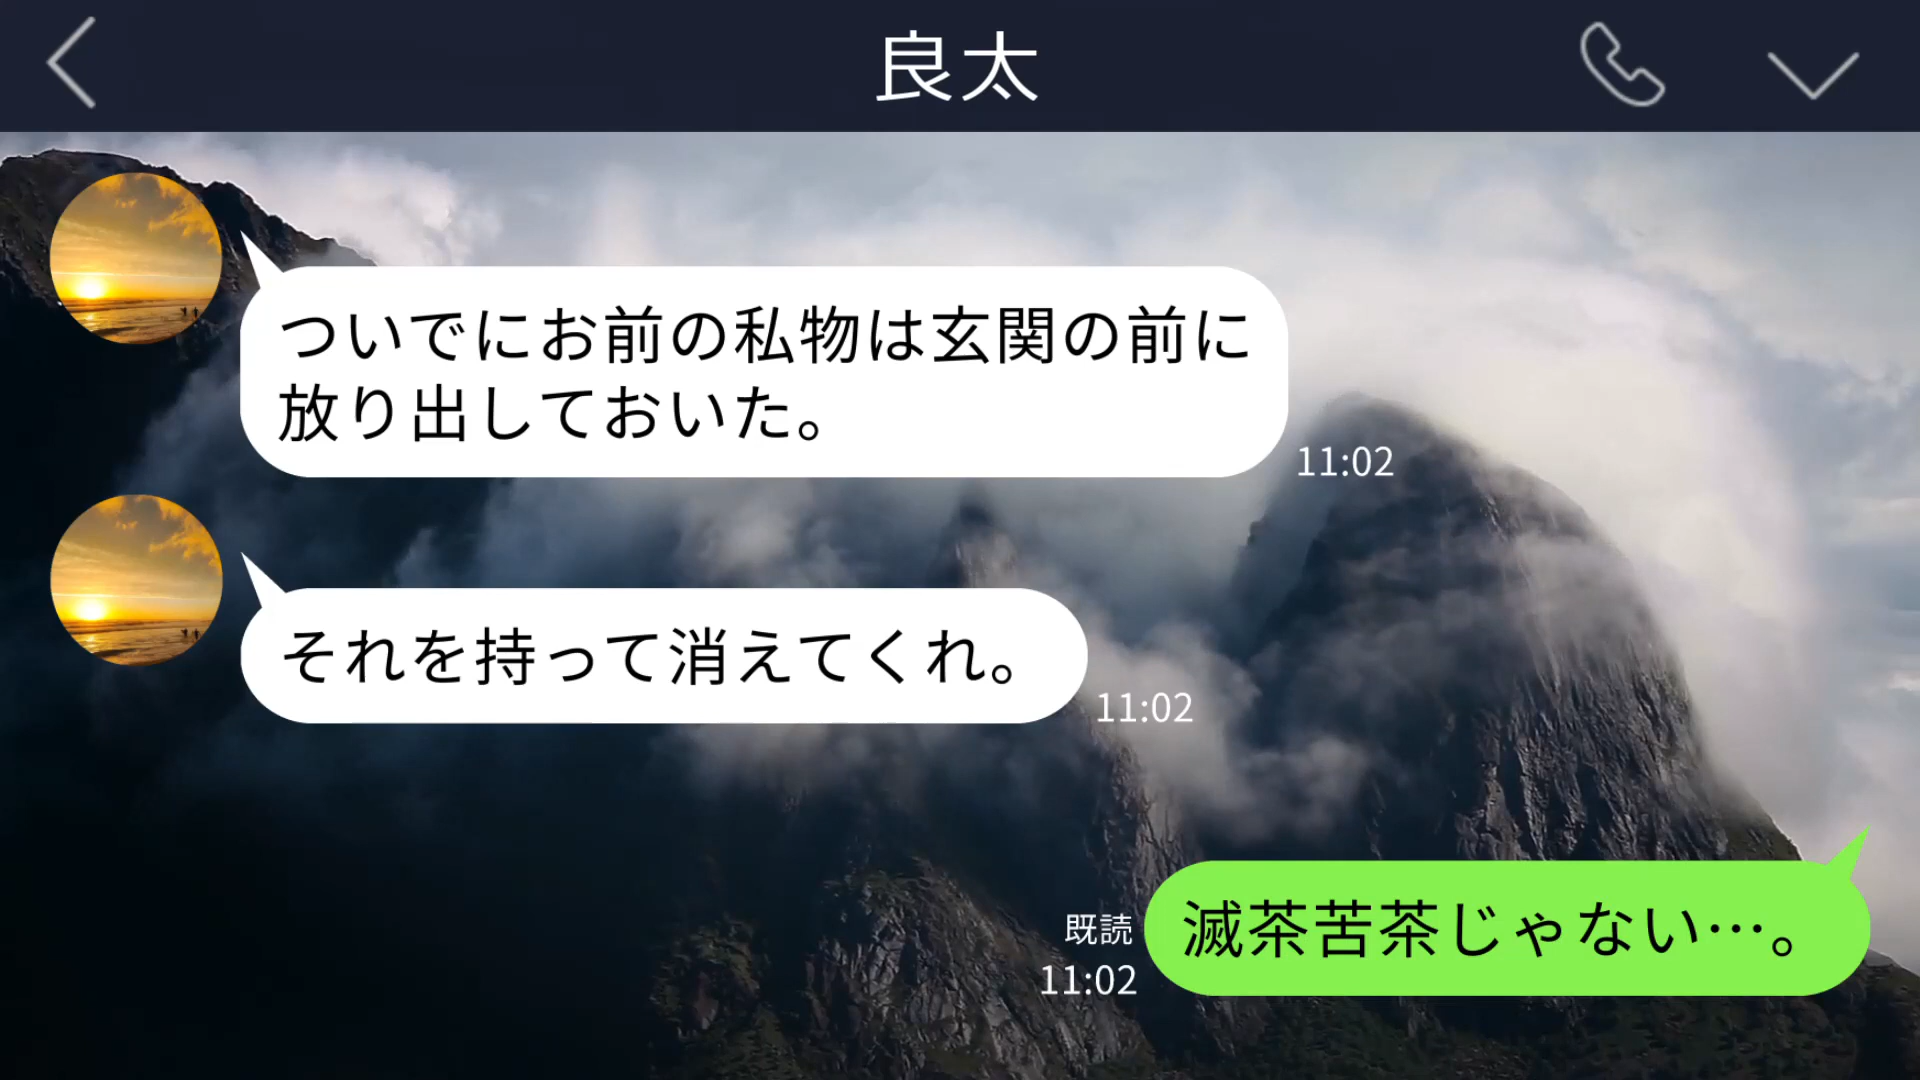 良太
ついでにお前の私物は玄関の前に
放り出しておいた。
11:02
それを持って消えてくれ。
11:02
滅茶苦茶じゃない…。
既読
11:02